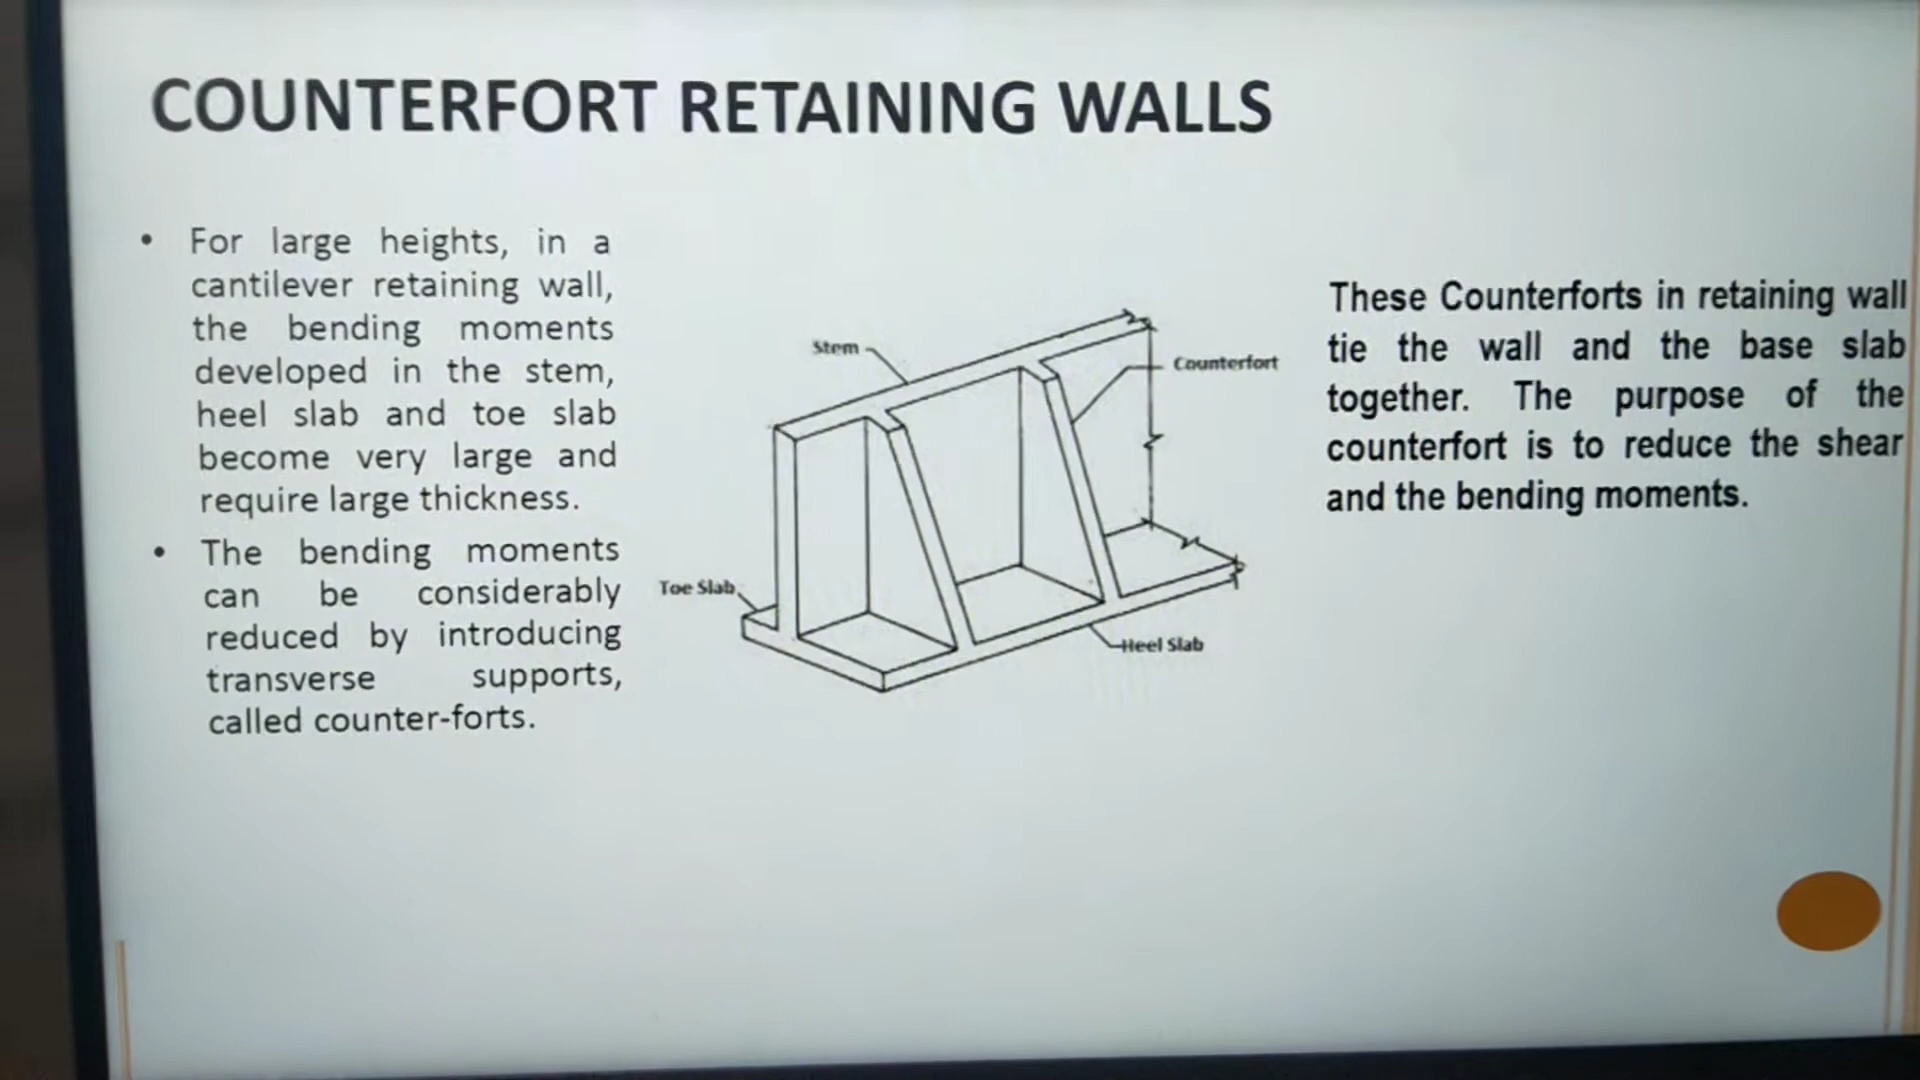 COUNTERFORT RETAINING WALLS
• For large heights, in a
cantilever retaining wall,
the bending moments
developed in the stem,
heel slab and toe slab
become very large and
require large thickness.
• The bending moments
can be considerably
reduced by introducing
transverse supports,
called counter-forts.
Stem
Counterfort
Toe Slab
Heel Slab
These Counterforts in retaining wall
tie the wall and the base slab
together. The purpose of the
counterfort is to reduce the shear
and the bending moments.